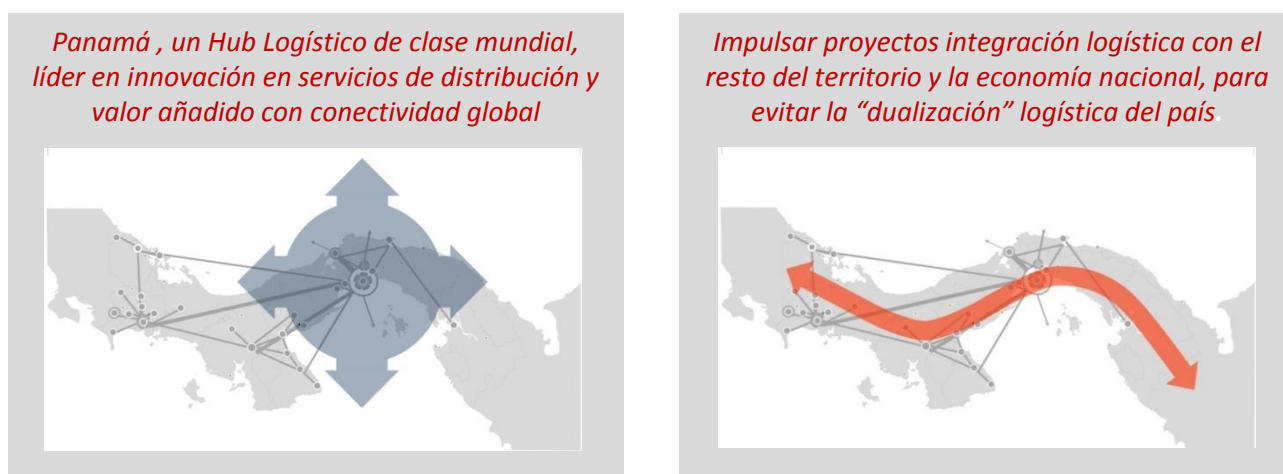 Panamá , un Hub Logístico de clase mundial,
líder en innovación en servicios de distribución y
valor añadido con conectividad global
Impulsar proyectos integración logística con el
resto del territorio y la economía nacional, para
evitar la “dualización” logística del país.